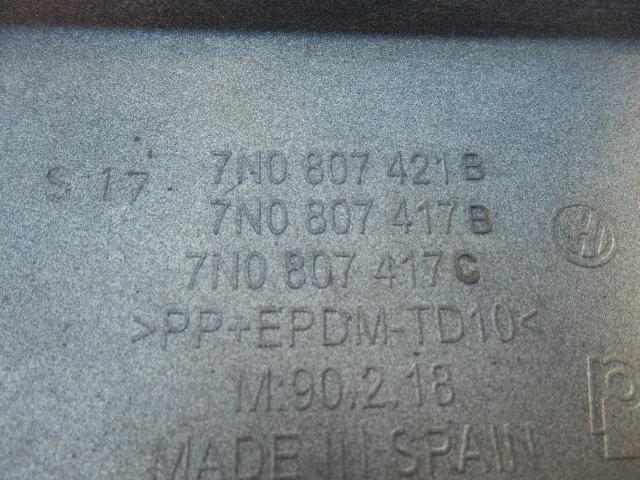 7N0 807 421 B
S 17
7N0 807 417 B
7N0 807 417 C
>PP+EPDM-TD10<
M:90.2.18
MADE IN SPAIN